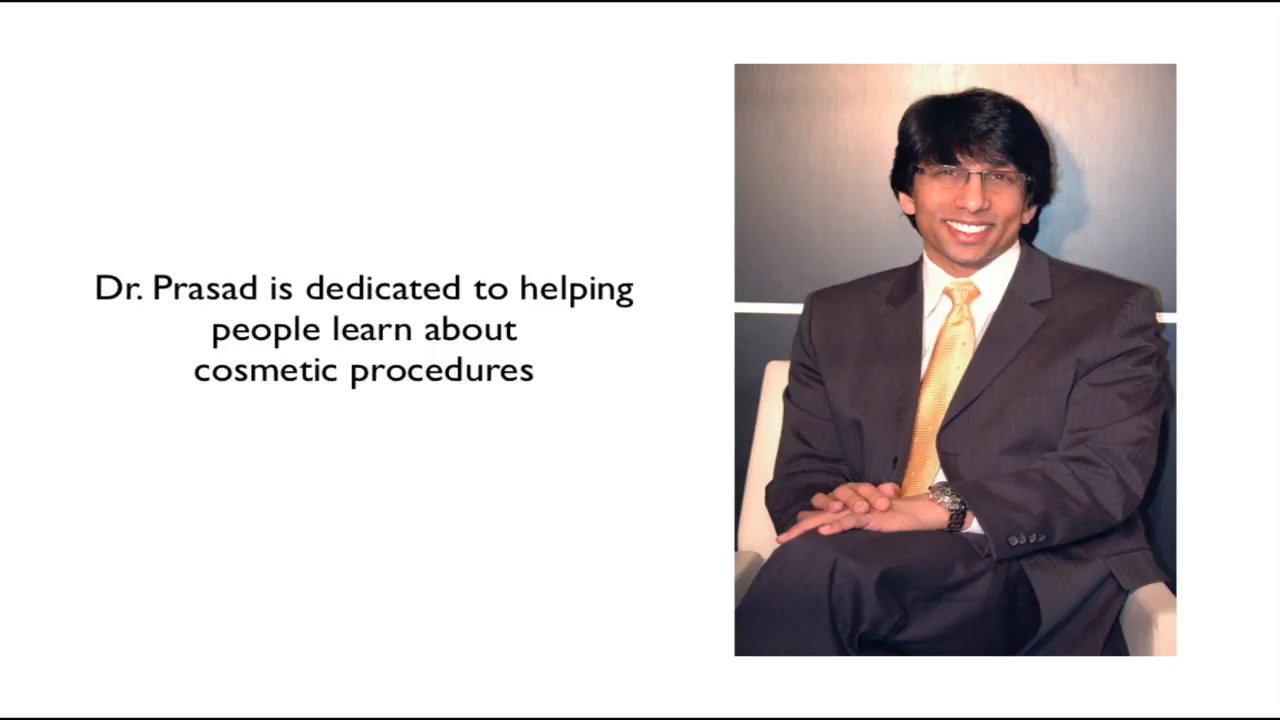 Dr. Prasad is dedicated to helping
people learn about
cosmetic procedures